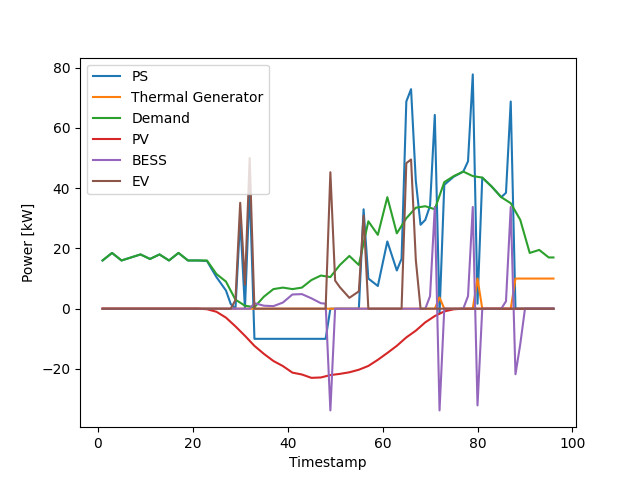 80
60
40
20
0
−20
Power [kW]
PS
Thermal Generator
Demand
PV
BESS
EV
0 20 40 60 80 100
Timestamp